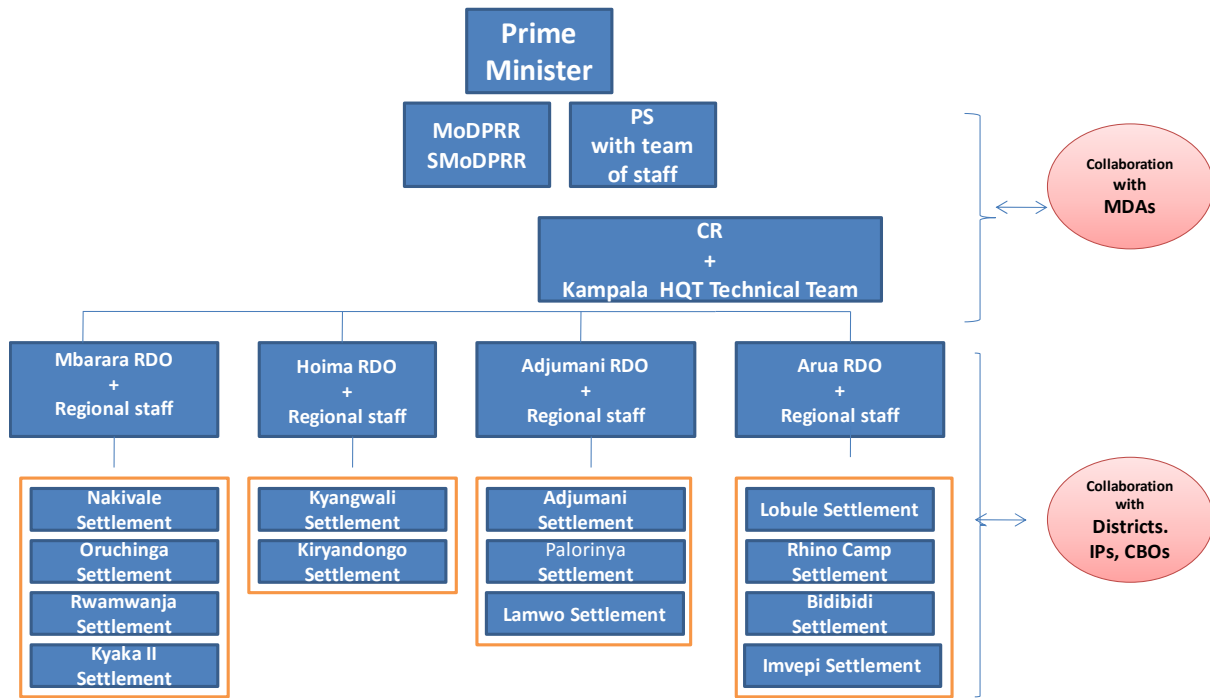 Prime
Minister
MoDPRR
SMoDPRR
PS
with team
of staff
Collaboration
with
MDAs
CR
+
Kampala HQT Technical Team
Mbarara RDO
+
Regional staff
Hoima RDO
+
Regional staff
Adjumani RDO
+
Regional staff
Arua RDO
+
Regional staff
Nakivale
Settlement
Oruchinga
Settlement
Rwamwanja
Settlement
Kyaka II
Settlement
Kyangwali
Settlement
Kiryandongo
Settlement
Adjumani
Settlement
Palorinya
Settlement
Lamwo Settlement
Lobule Settlement
Rhino Camp
Settlement
Bidibidi
Settlement
Imvepi Settlement
Collaboration
with
Districts.
IPs, CBOs